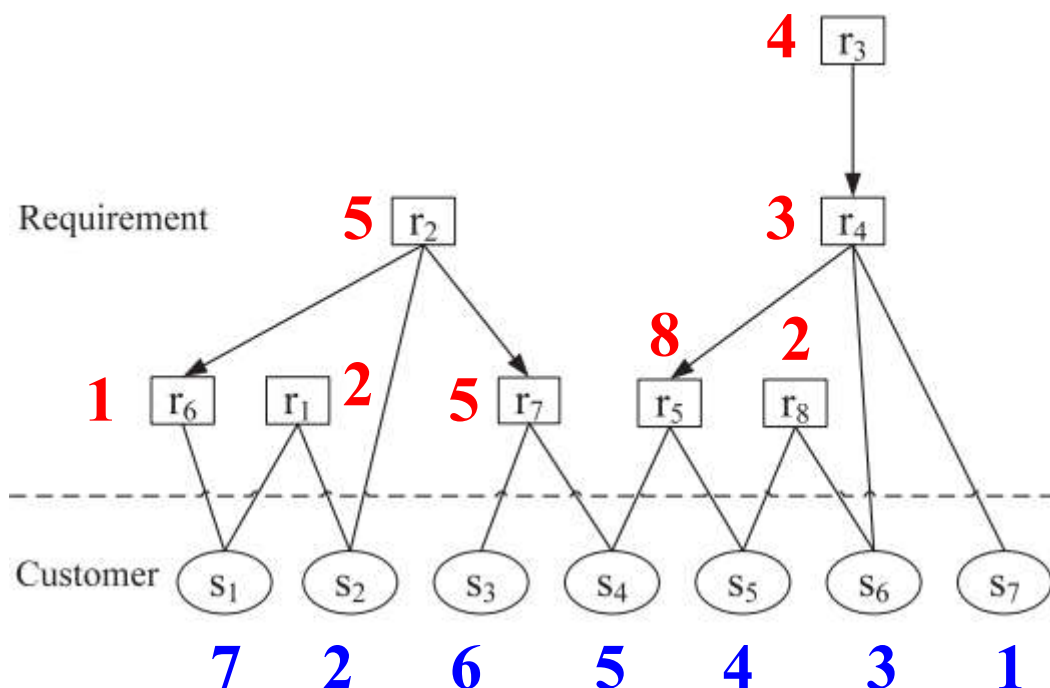 4 r₃
Requirement 5 r₂ 3 r₄
8 2
1 r₆ r₁ 2 5 r₇ r₅ r₈
Customer s₁ s₂ s₃ s₄ s₅ s₆ s₇
7 2 6 5 4 3 1